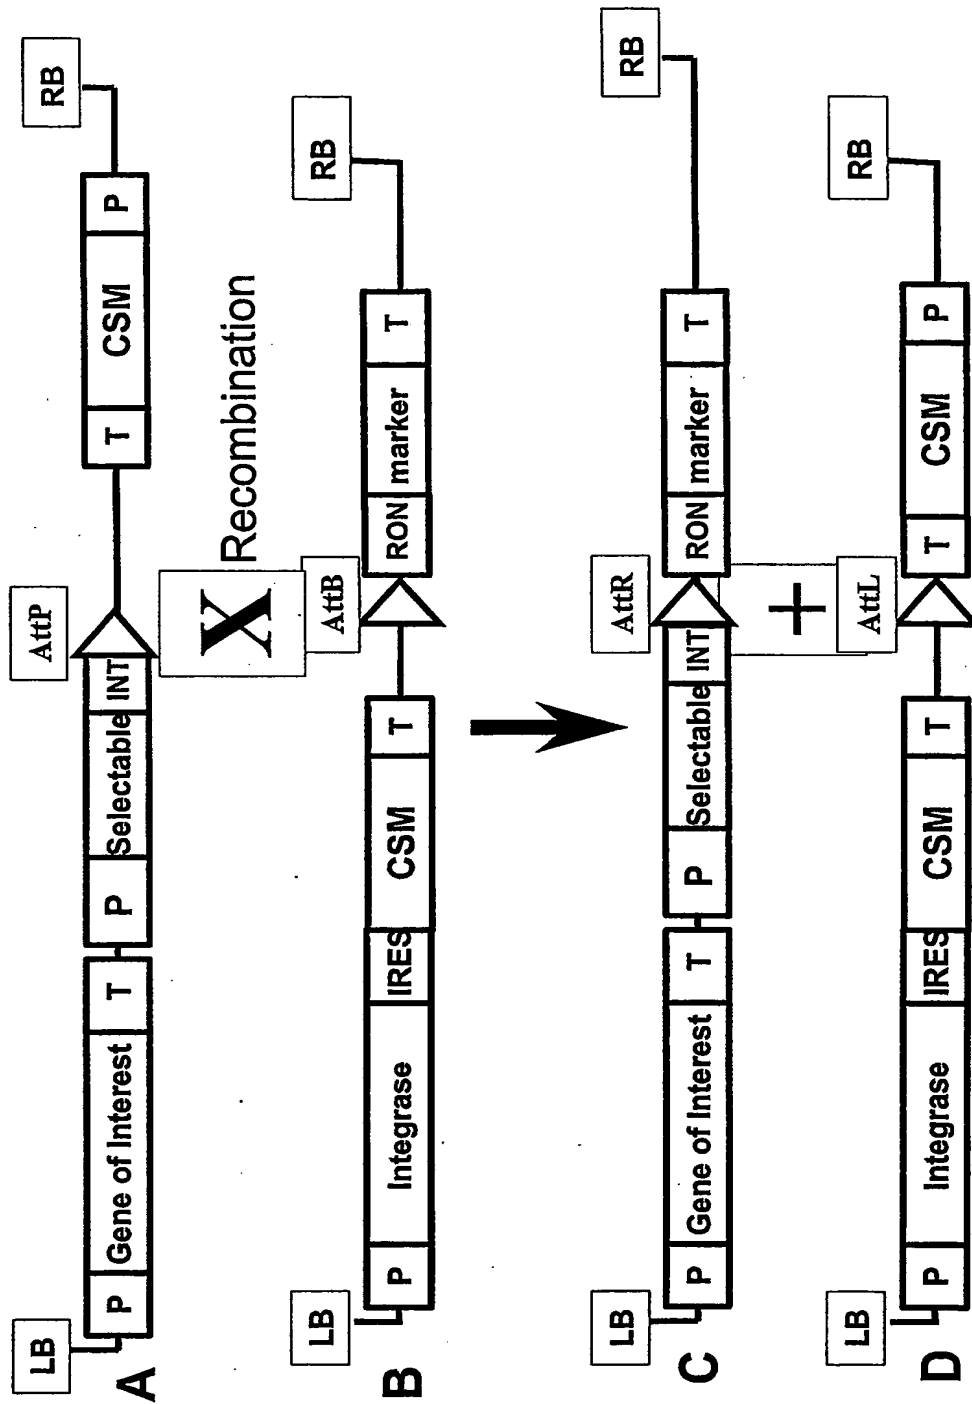 A
LB
P
Gene of Interest
T
P
Selectable
INT
AttP
T
CSM
P
RB
X
Recombination
B
LB
P
Integrase
IRES
CSM
T
AttB
RON
marker
T
RB
C
LB
P
Gene of Interest
T
P
Selectable
INT
AttR
RON
marker
T
RB
+
D
LB
P
Integrase
IRES
CSM
T
AttL
T
CSM
P
RB